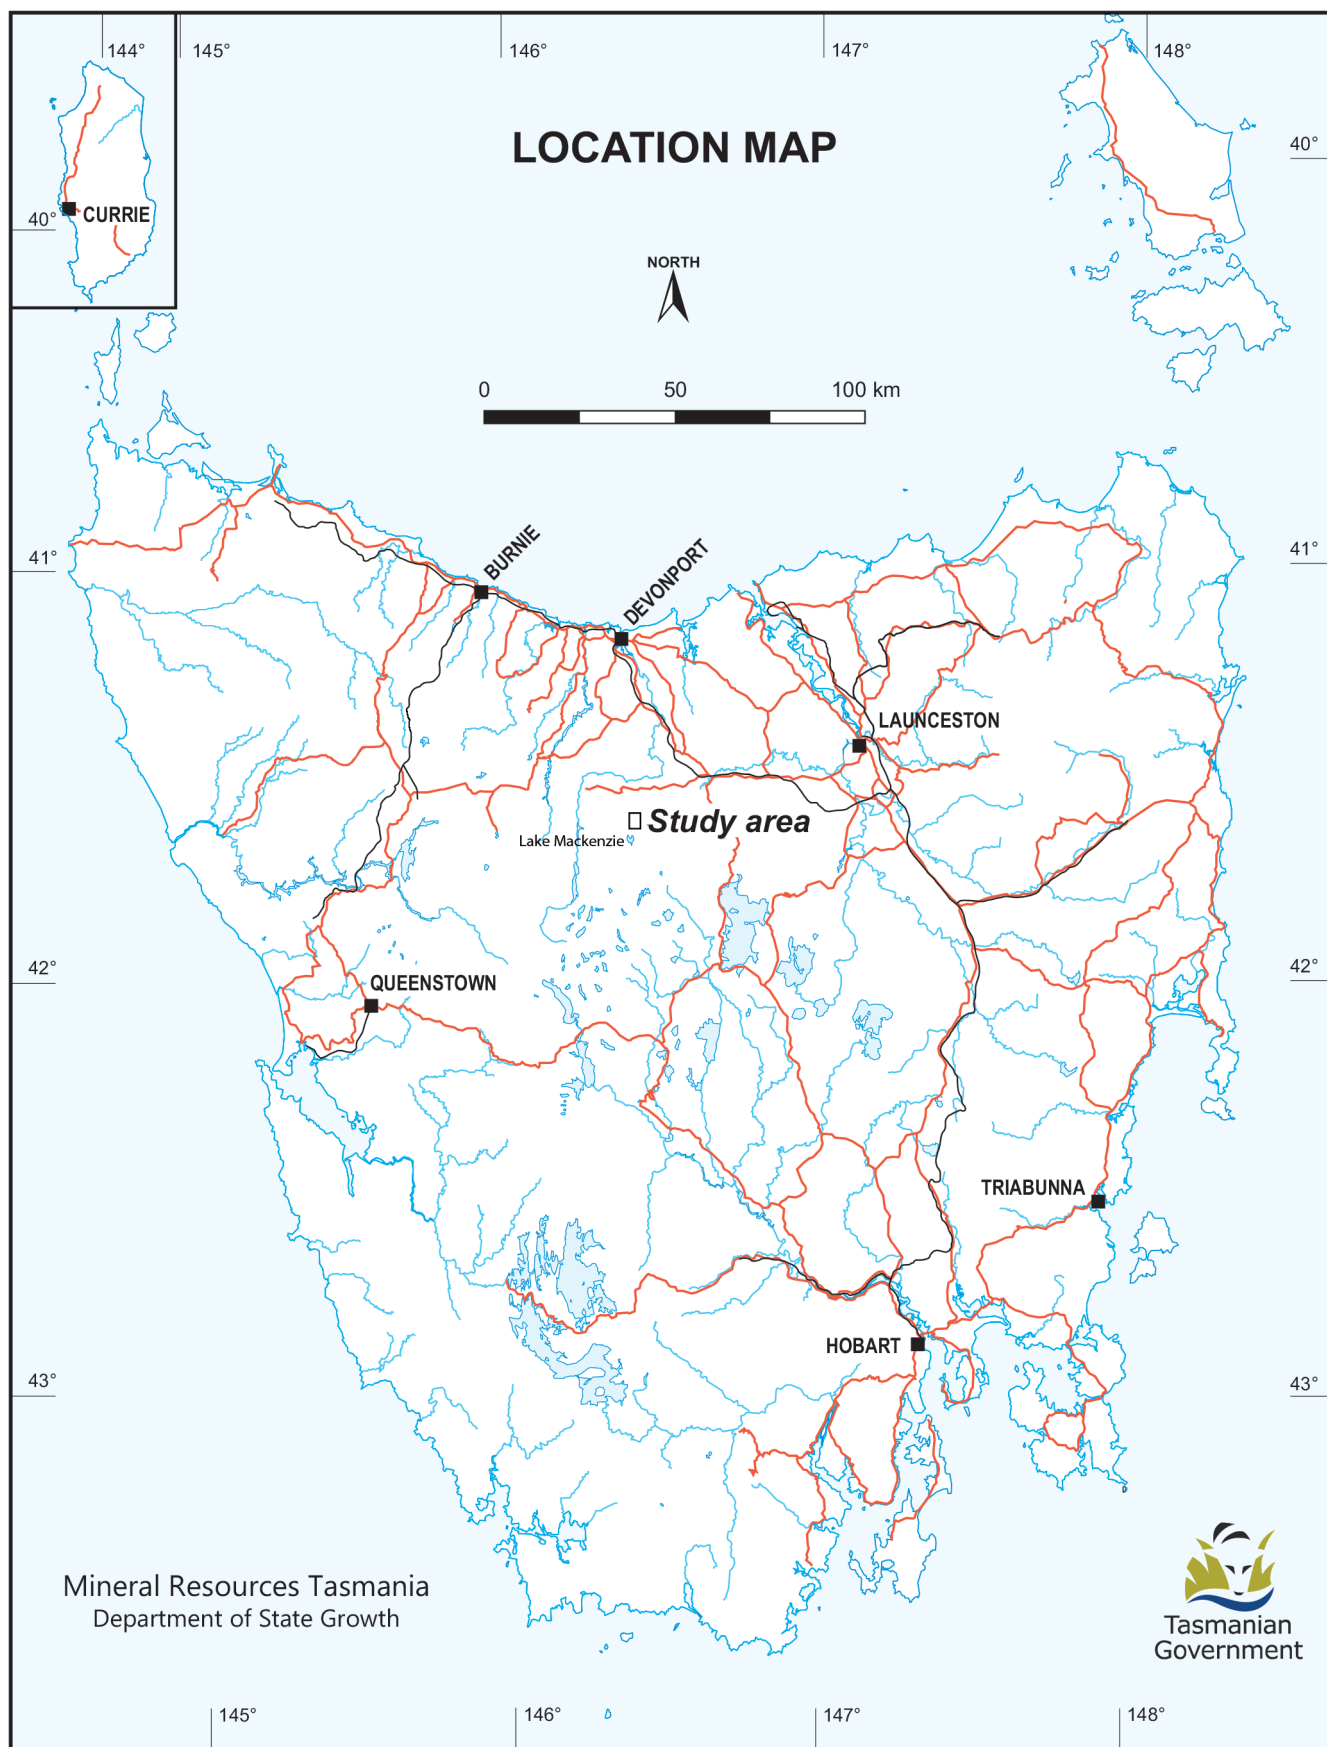 144° 145° 146° 147° 148°
LOCATION MAP
40°
CURRIE
40°
NORTH
0 50 100 km
BURNIE
DEVONPORT
41° 41°
LAUNCESTON
Study area
Lake Mackenzie
42° 42°
QUEENSTOWN
TRIABUNNA
HOBART
43° 43°
Mineral Resources Tasmania
Department of State Growth
Tasmanian
Government
145° 146° 147° 148°